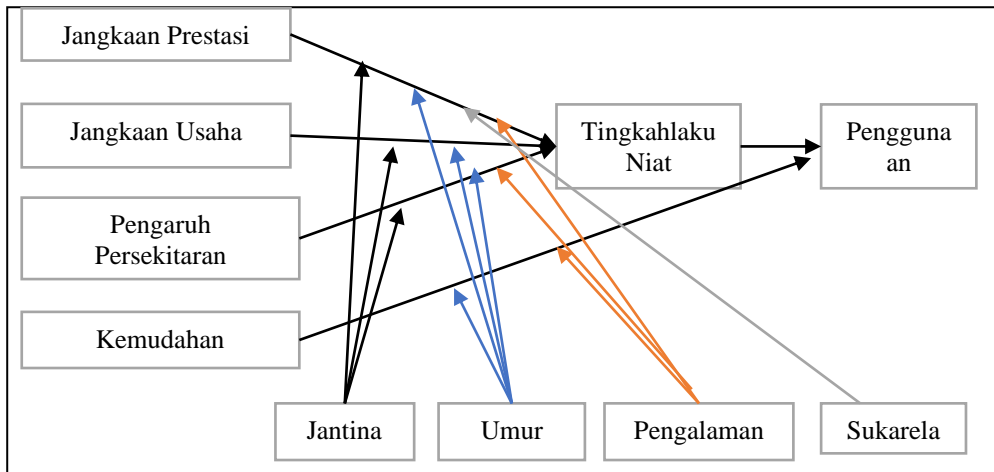 Jangkaan Prestasi
Jangkaan Usaha
Tingkahlaku
Niat
Pengguna
an
Pengaruh
Persekitaran
Kemudahan
Jantina
Umur
Pengalaman
Sukarela